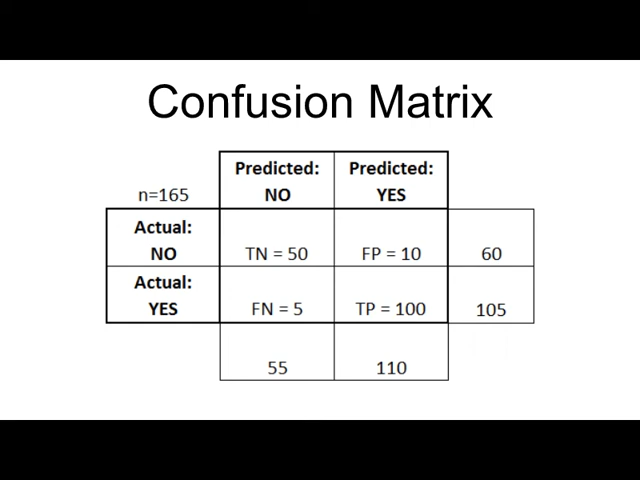 Confusion Matrix
n=165
Predicted:
NO
Predicted:
YES
Actual:
NO
TN = 50
FP = 10
60
Actual:
YES
FN = 5
TP = 100
105
55
110